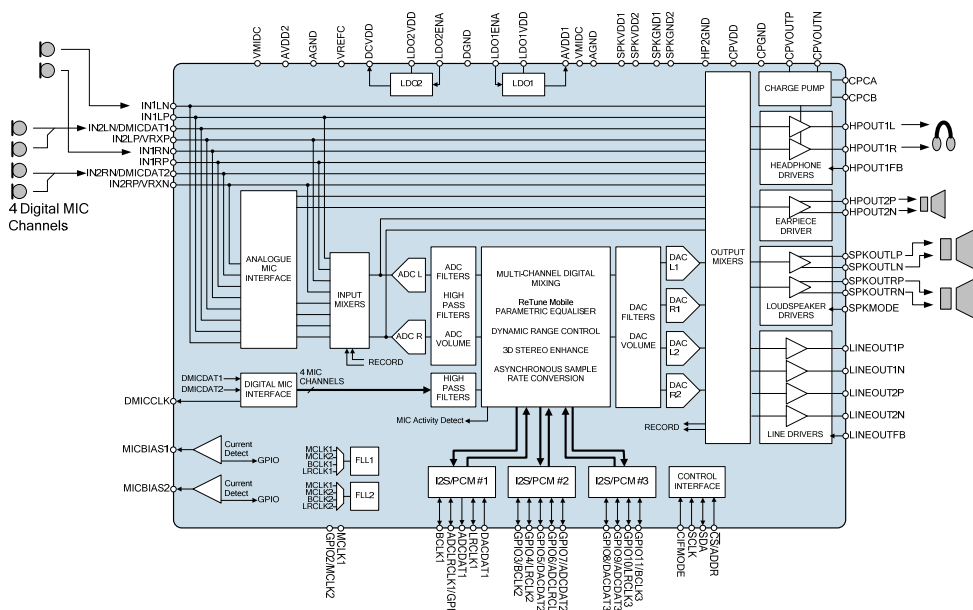 VMIDC
AVDD2
AGND
VREFC
DCVDD
LDO2VDD
LDO2ENA
DGND
LDO1ENA
LDO1VDD
AVDD1
VMIDC
AGND
SPKVDD1
SPKVDD2
SPKGND1
SPKGND2
HP2GND
CPVDD
CPGND
CPVOUTP
CPVOUTN
LDO2
LDO1
CHARGE PUMP
CPCA
CPCB
IN1LN
IN1LP
IN2LN/DMICDAT1
IN2LP/VRXP
IN1RN
IN1RP
IN2RN/DMICDAT2
IN2RP/VRXN
4 Digital MIC
Channels
HPOUT1L
HPOUT1R
HPOUT1FB
HEADPHONE
DRIVERS
HPOUT2P
HPOUT2N
EARPIECE
DRIVER
SPKOUTLP
SPKOUTLN
SPKOUTRP
SPKOUTRN
SPKMODE
LOUDSPEAKER
DRIVERS
LINEOUT1P
LINEOUT1N
LINEOUT2P
LINEOUT2N
LINEOUTFB
LINE DRIVERS
ANALOGUE
MIC
INTERFACE
INPUT
MIXERS
RECORD
ADC L
ADC R
ADC
FILTERS
HIGH
PASS
FILTERS
ADC
VOLUME
MULTI-CHANNEL DIGITAL
MIXING
ReTune Mobile
PARAMETRIC EQUALISER
DYNAMIC RANGE CONTROL
3D STEREO ENHANCE
ASYNCHRONOUS SAMPLE
RATE CONVERSION
DAC
FILTERS
DAC
VOLUME
DAC
L1
DAC
R1
DAC
L2
DAC
R2
OUTPUT
MIXERS
RECORD
DMICDAT1
DMICDAT2
DMICCLK
DIGITAL MIC
INTERFACE
4 MIC
CHANNELS
HIGH
PASS
FILTERS
MIC Activity Detect
MICBIAS1
Current
Detect
GPIO
MICBIAS2
Current
Detect
GPIO
MCLK1
MCLK2
BCLK1
LRCLK1
FLL1
MCLK1
MCLK2
BCLK2
LRCLK2
FLL2
I2S/PCM #1
I2S/PCM #2
I2S/PCM #3
CONTROL
INTERFACE
GPIO2/MCLK2
MCLK1
BCLK1
ADCLRCLK1/GPI
ADCDAT1
LRCLK1
DACDAT1
GPIO3/BCLK2
GPIO4/LRCLK2
GPIO5/DACDAT2
GPIO6/ADCLRCL
GPIO7/ADCDAT2
GPIO8/DACDAT3
GPIO9/ADCDAT3
GPIO10/LRCLK3
GPIO11/BCLK3
CIFMODE
SCLK
SDA
CS/ADDR